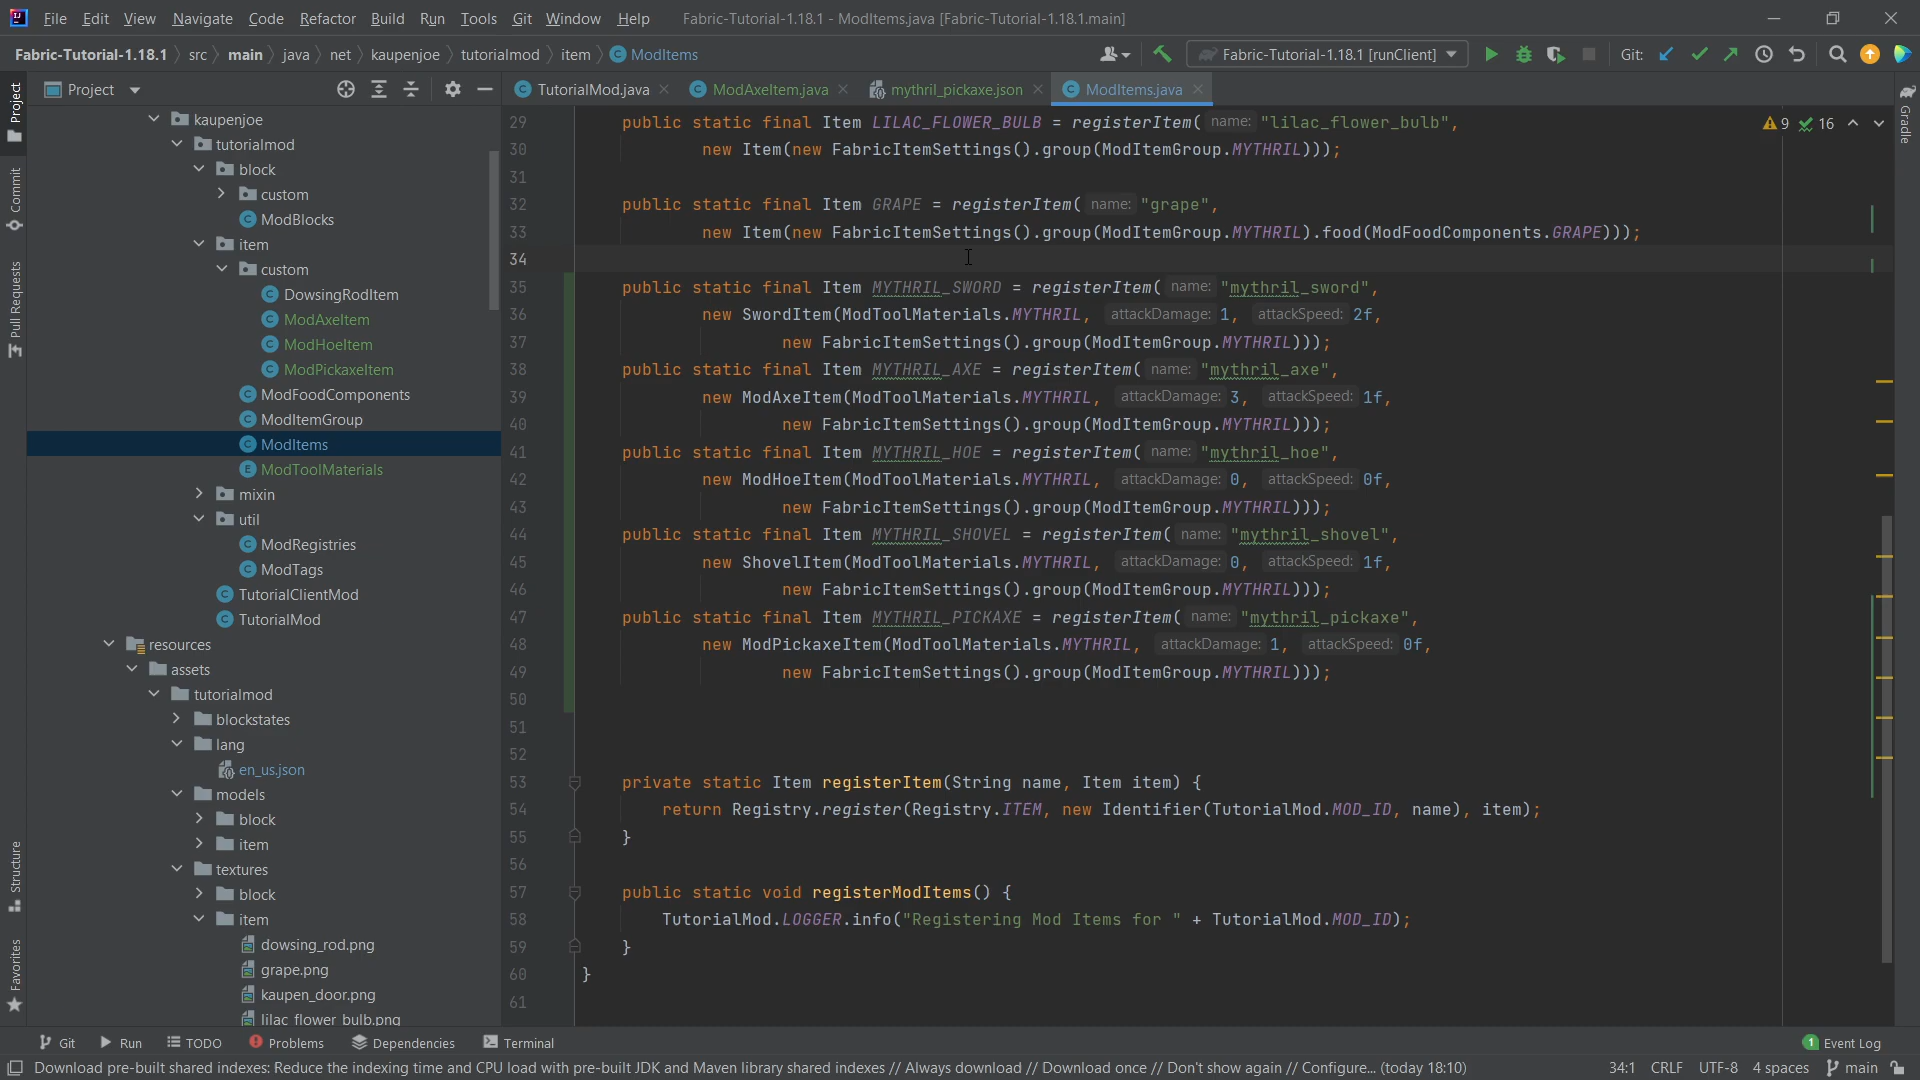 File Edit View Navigate Code Refactor Build Run Tools Git Window Help Fabric-Tutorial-1.18.1 - ModItems.java [Fabric-Tutorial-1.18.1.main]
Fabric-Tutorial-1.18.1 src main java net kaupenjoe tutorialmod item ModItems Fabric-Tutorial-1.18.1 [runClient] Git:
Project TutorialMod.java ModAxeItem.java mythril_pickaxe.json ModItems.java
Project
Commit
Pull Requests
Structure
Favorites
Gradle
kaupenjoe
tutorialmod
block
custom
ModBlocks
item
custom
DowsingRodItem
ModAxeItem
ModHoeItem
ModPickaxeItem
ModFoodComponents
ModItemGroup
ModItems
ModToolMaterials
mixin
util
ModRegistries
ModTags
TutorialClientMod
TutorialMod
resources
assets
tutorialmod
blockstates
lang
en_us.json
models
block
item
textures
block
item
dowsing_rod.png
grape.png
kaupen_door.png
lilac_flower_bulb.png
9 16
29 public static final Item LILAC_FLOWER_BULB = registerItem( name: "lilac_flower_bulb",
30 new Item(new FabricItemSettings().group(ModItemGroup.MYTHRIL)));
31
32 public static final Item GRAPE = registerItem( name: "grape",
33 new Item(new FabricItemSettings().group(ModItemGroup.MYTHRIL).food(ModFoodComponents.GRAPE)));
34
35 public static final Item MYTHRIL_SWORD = registerItem( name: "mythril_sword",
36 new SwordItem(ModToolMaterials.MYTHRIL, attackDamage: 1, attackSpeed: 2f,
37 new FabricItemSettings().group(ModItemGroup.MYTHRIL)));
38 public static final Item MYTHRIL_AXE = registerItem( name: "mythril_axe",
39 new ModAxeItem(ModToolMaterials.MYTHRIL, attackDamage: 3, attackSpeed: 1f,
40 new FabricItemSettings().group(ModItemGroup.MYTHRIL)));
41 public static final Item MYTHRIL_HOE = registerItem( name: "mythril_hoe",
42 new ModHoeItem(ModToolMaterials.MYTHRIL, attackDamage: 0, attackSpeed: 0f,
43 new FabricItemSettings().group(ModItemGroup.MYTHRIL)));
44 public static final Item MYTHRIL_SHOVEL = registerItem( name: "mythril_shovel",
45 new ShovelItem(ModToolMaterials.MYTHRIL, attackDamage: 0, attackSpeed: 1f,
46 new FabricItemSettings().group(ModItemGroup.MYTHRIL)));
47 public static final Item MYTHRIL_PICKAXE = registerItem( name: "mythril_pickaxe",
48 new ModPickaxeItem(ModToolMaterials.MYTHRIL, attackDamage: 1, attackSpeed: 0f,
49 new FabricItemSettings().group(ModItemGroup.MYTHRIL)));
50
51
52
53 private static Item registerItem(String name, Item item) {
54 return Registry.register(Registry.ITEM, new Identifier(TutorialMod.MOD_ID, name), item);
55 }
56
57 public static void registerModItems() {
58 TutorialMod.LOGGER.info("Registering Mod Items for " + TutorialMod.MOD_ID);
59 }
60 }
61
Git Run TODO Problems Dependencies Terminal 1 Event Log
Download pre-built shared indexes: Reduce the indexing time and CPU load with pre-built JDK and Maven library shared indexes // Always download // Download once // Don't show again // Configure... (today 18:10) 34:1 CRLF UTF-8 4 spaces main